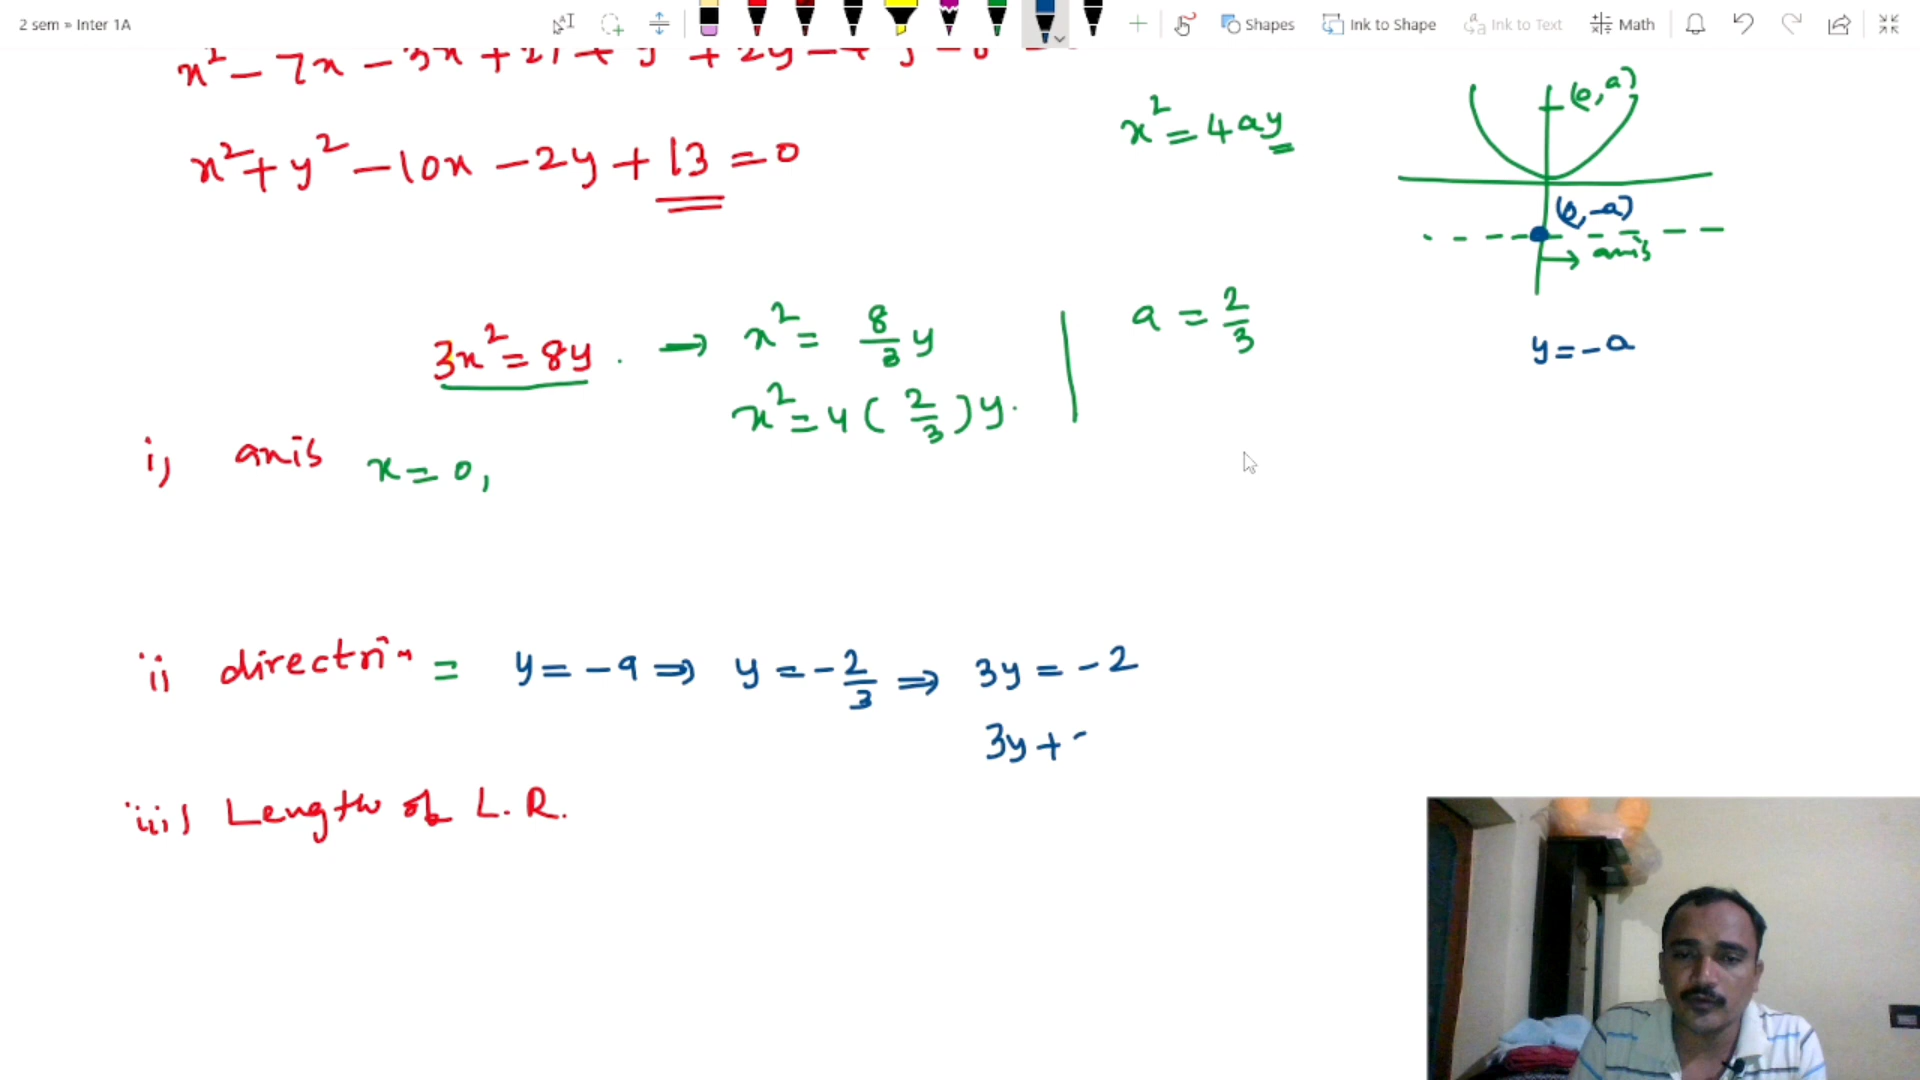 2 sem » Inter 1A
Shapes
Ink to Shape
Ink to Text
Math
x² + y² - 10x - 2y + 13 = 0
x² = 4ay
(0, a)
(0, -a)
axis
y = -a
3x² = 8y . → x² = 8/3 y
x² = 4 (2/3) y.
a = 2/3
i) axis x = 0,
ii directrix = y = -a ⇒ y = -2/3 ⇒ 3y = -2
3y +
iii) Length of L.R.